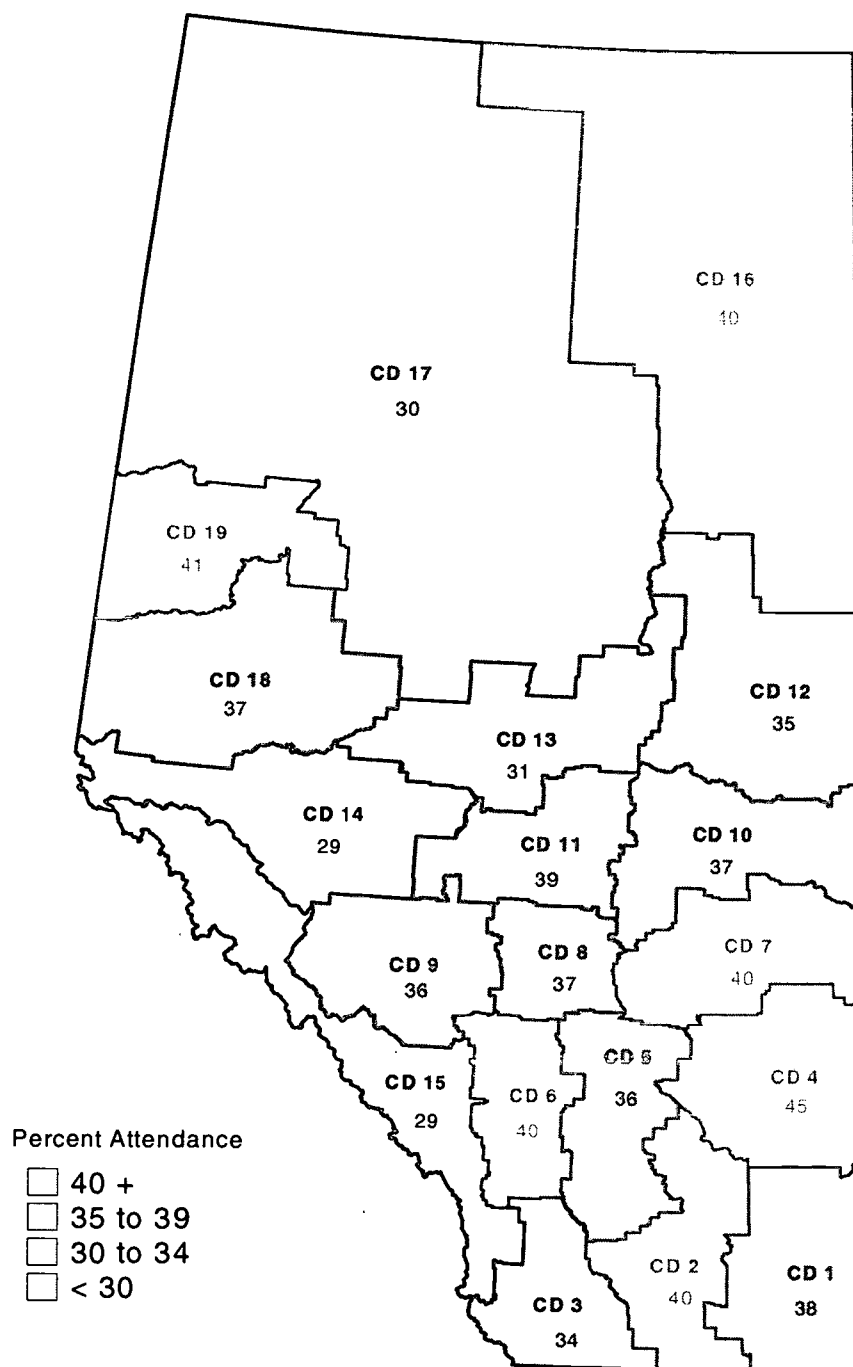 CD 16
40
CD 17
30
CD 19
41
CD 18
37
CD 12
35
CD 13
31
CD 14
29
CD 11
39
CD 10
37
CD 9
36
CD 8
37
CD 7
40
CD 15
29
CD 6
40
CD 5
36
CD 4
45
Percent Attendance
40 +
35 to 39
30 to 34
< 30
CD 3
34
CD 2
40
CD 1
38